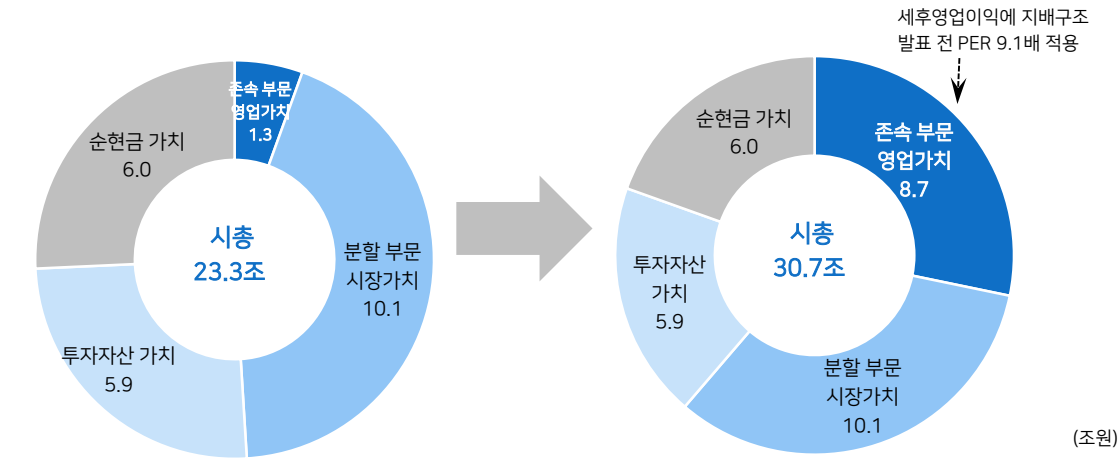 존속 부문
영업가치
1.3
순현금 가치
6.0
시총
23.3조
분할 부문
시장가치
10.1
투자자산 가치
5.9
세후영업이익에 지배구조
발표 전 PER 9.1배 적용
순현금 가치
6.0
존속 부문
영업가치
8.7
시총
30.7조
투자자산
가치
5.9
분할 부문
시장가치
10.1
(조원)